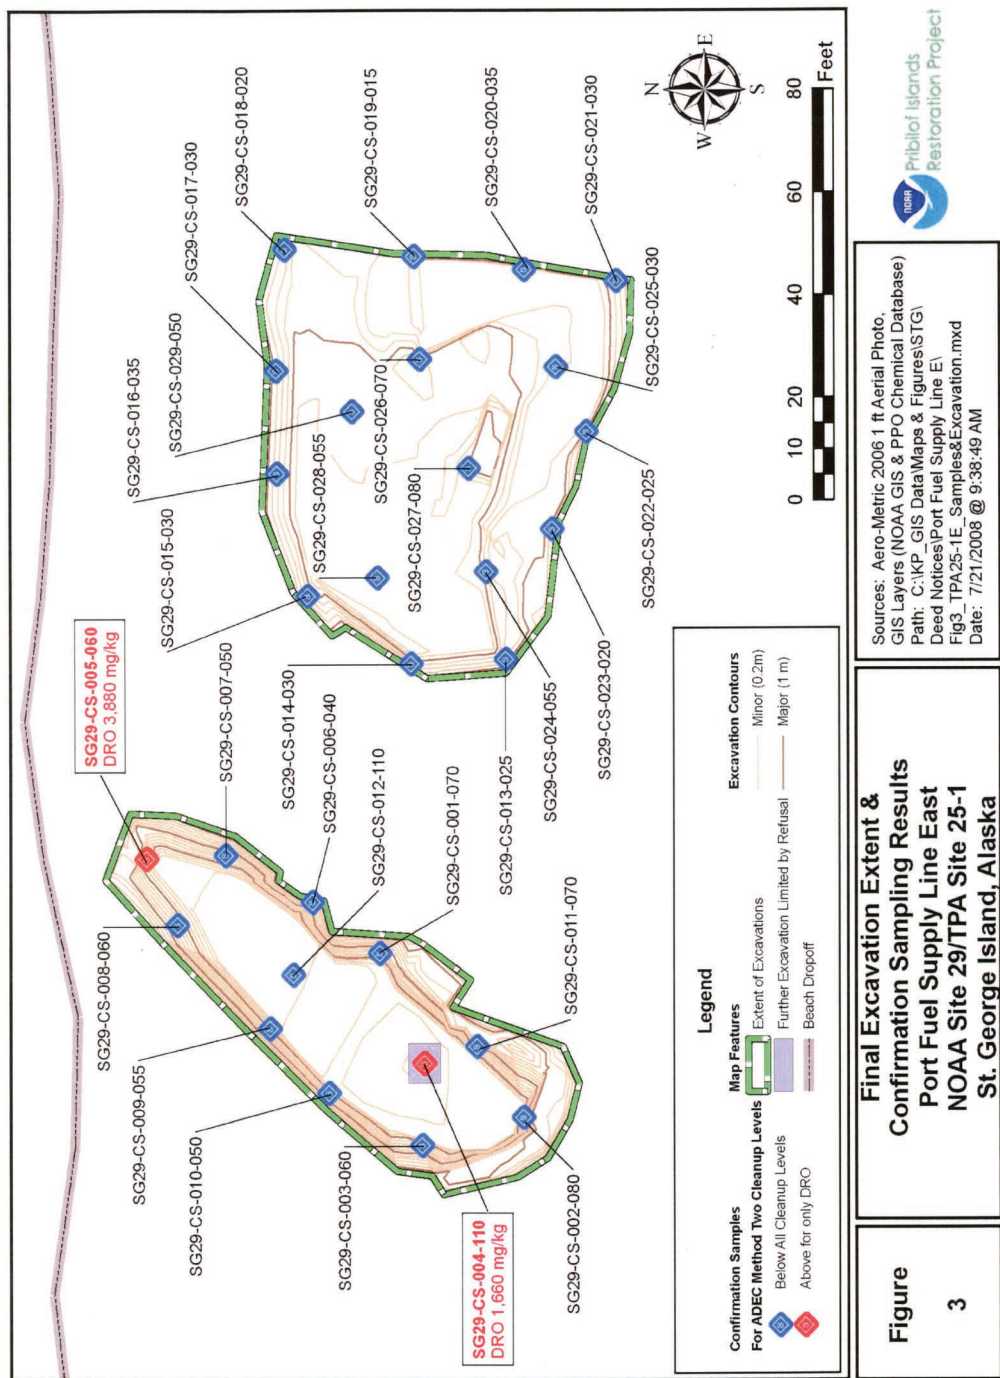 SG29-CS-005-060
DRO 3,880 mg/kg
SG29-CS-007-050
SG29-CS-008-060
SG29-CS-009-055
SG29-CS-010-050
SG29-CS-003-060
SG29-CS-004-110
DRO 1,660 mg/kg
SG29-CS-002-080
SG29-CS-006-040
SG29-CS-012-110
SG29-CS-001-070
SG29-CS-011-070
SG29-CS-014-030
SG29-CS-013-025
SG29-CS-015-030
SG29-CS-016-035
SG29-CS-029-050
SG29-CS-017-030
SG29-CS-018-020
SG29-CS-019-015
SG29-CS-020-035
SG29-CS-021-030
SG29-CS-025-030
SG29-CS-028-055
SG29-CS-026-070
SG29-CS-027-080
SG29-CS-022-025
SG29-CS-023-020
SG29-CS-024-055
N
W
E
S
0 10 20 40 60 80
Feet
Legend
Confirmation Samples
For ADEC Method Two Cleanup Levels
Below All Cleanup Levels
Above for only DRO
Map Features
Extent of Excavations
Further Excavation Limited by Refusal
Beach Dropoff
Excavation Contours
Minor (0.2m)
Major (1 m)
Figure
3
Final Excavation Extent &
Confirmation Sampling Results
Port Fuel Supply Line East
NOAA Site 29/TPA Site 25-1
St. George Island, Alaska
Sources: Aero-Metric 2006 1 ft Aerial Photo,
GIS Layers (NOAA GIS & PPO Chemical Database)
Path: C:\KP_GIS Data\Maps & Figures\STG\
Deed Notices\Port Fuel Supply Line E\
Fig3_TPA25-1E_Samples&Excavation.mxd
Date: 7/21/2008 @ 9:38:49 AM
NOAA
Pribilof Islands
Restoration Project